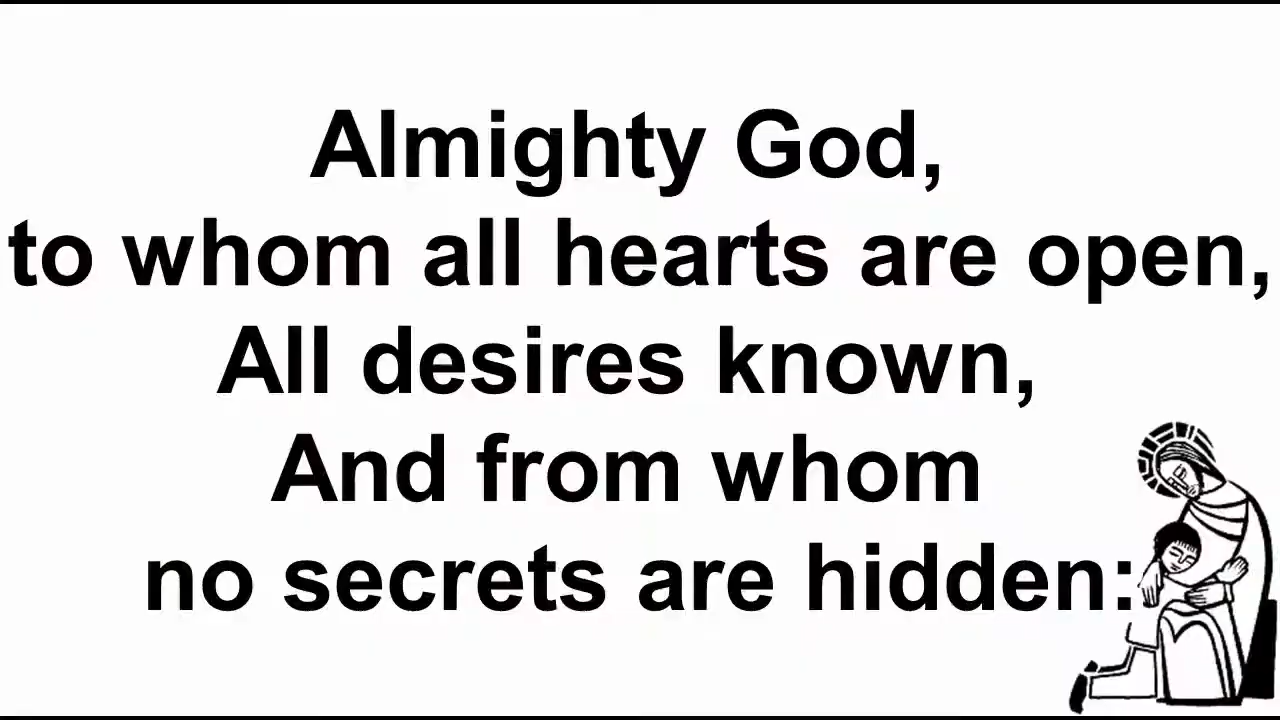 Almighty God,
to whom all hearts are open,
All desires known,
And from whom
no secrets are hidden: